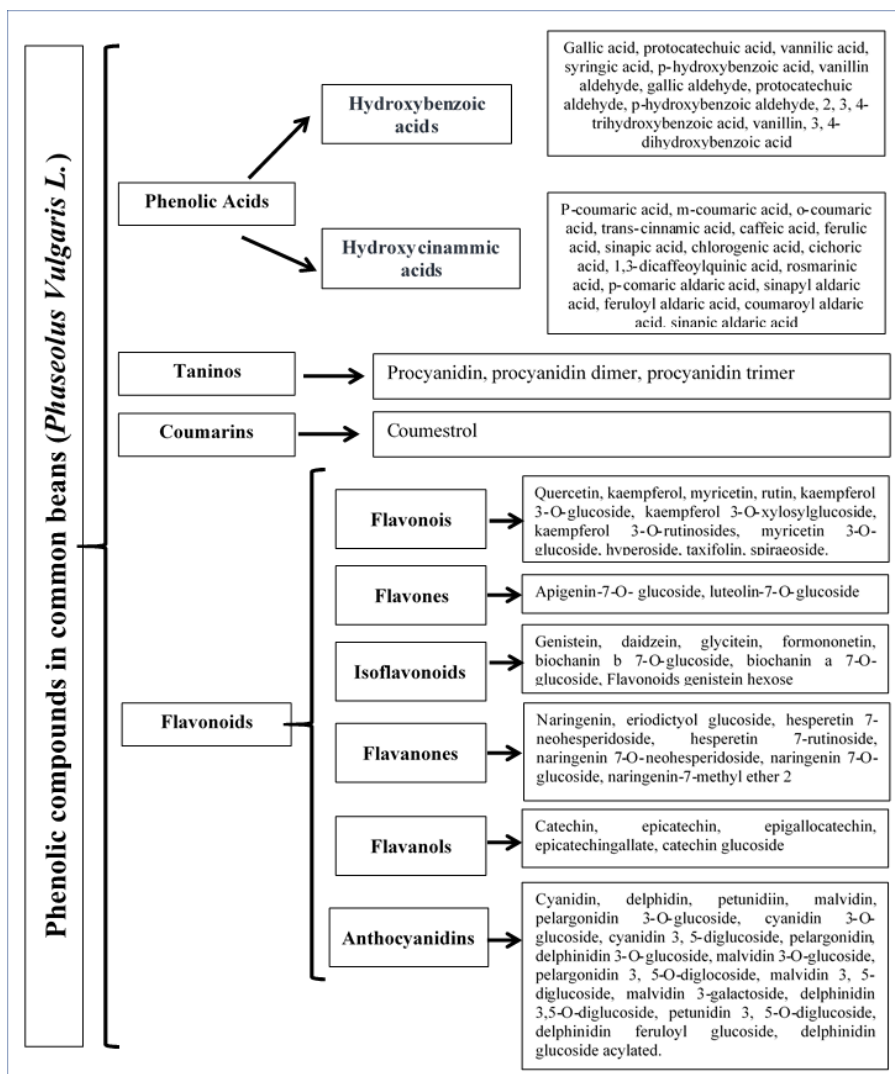 Phenolic compounds in common beans (Phaseolus Vulgaris L.)
Phenolic Acids
Hydroxybenzoic
acids
Gallic acid, protocatechuic acid, vannilic acid,
syringic acid, p-hydroxybenzoic acid, vanillin
aldehyde, gallic aldehyde, protocatechuic
aldehyde, p-hydroxybenzoic aldehyde, 2, 3, 4-
trihydroxybenzoic acid, vanillin, 3, 4-
dihydroxybenzoic acid
Hydroxycinammic
acids
P-coumaric acid, m-coumaric acid, o-coumaric
acid, trans-cinnamic acid, caffeic acid, ferulic
acid, sinapic acid, chlorogenic acid, cichoric
acid, 1,3-dicaffeoylquinic acid, rosmarinic
acid, p-comaric aldaric acid, sinapyl aldaric
acid, feruloyl aldaric acid, coumaroyl aldaric
acid, sinapic aldaric acid
Taninos
Procyanidin, procyanidin dimer, procyanidin trimer
Coumarins
Coumestrol
Flavonoids
Flavonois
Quercetin, kaempferol, myricetin, rutin, kaempferol
3-O-glucoside, kaempferol 3-O-xylosylglucoside,
kaempferol 3-O-rutinosides, myricetin 3-O-
glucoside, hyperoside, taxifolin, spiraeoside.
Flavones
Apigenin-7-O- glucoside, luteolin-7-O-glucoside
Isoflavonoids
Genistein, daidzein, glycitein, formononetin,
biochanin b 7-O-glucoside, biochanin a 7-O-
glucoside, Flavonoids genistein hexose
Flavanones
Naringenin, eriodictyol glucoside, hesperetin 7-
neohesperidoside, hesperetin 7-rutinoside,
naringenin 7-O-neohesperidoside, naringenin 7-O-
glucoside, naringenin-7-methyl ether 2
Flavanols
Catechin, epicatechin, epigallocatechin,
epicatechingallate, catechin glucoside
Anthocyanidins
Cyanidin, delphidin, petunidiin, malvidin,
pelargonidin 3-O-glucoside, cyanidin 3-O-
glucoside, cyanidin 3, 5-diglucoside, pelargonidin,
delphinidin 3-O-glucoside, malvidin 3-O-glucoside,
pelargonidin 3, 5-O-diglocoside, malvidin 3, 5-
diglucoside, malvidin 3-galactoside, delphinidin
3,5-O-diglucoside, petunidin 3, 5-O-diglucoside,
delphinidin feruloyl glucoside, delphinidin
glucoside acylated.